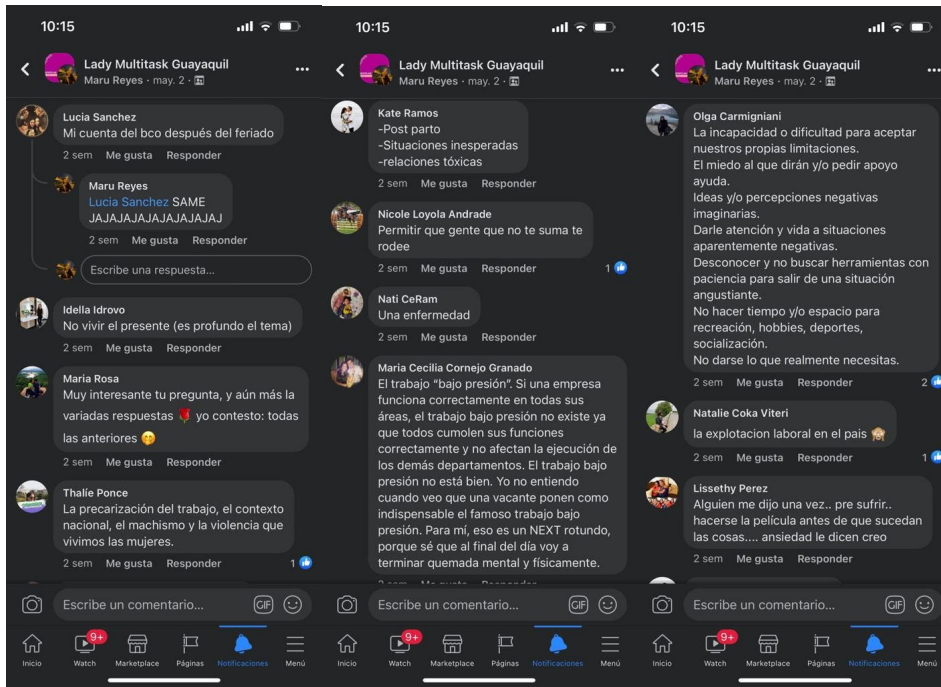 10:15
Lady Multitask Guayaquil
Maru Reyes · may. 2 ·
Lucia Sanchez
Mi cuenta del bco después del feriado
2 sem Me gusta Responder
Maru Reyes
Lucia Sanchez SAME
JAJAJAJAJAJAJAJAJAJ
2 sem Me gusta Responder
Escribe una respuesta...
Idella Idrovo
No vivir el presente (es profundo el tema)
2 sem Me gusta Responder
Maria Rosa
Muy interesante tu pregunta, y aún más la
variadas respuestas 🌹 yo contesto: todas
las anteriores 🤭
2 sem Me gusta Responder
Thalíe Ponce
La precarización del trabajo, el contexto
nacional, el machismo y la violencia que
vivimos las mujeres.
2 sem Me gusta Responder 1
Escribe un comentario... GIF
9+
Inicio Watch Marketplace Páginas Notificaciones Menú
10:15
Lady Multitask Guayaquil
Maru Reyes · may. 2 ·
Kate Ramos
-Post parto
-Situaciones inesperadas
-relaciones tóxicas
2 sem Me gusta Responder
Nicole Loyola Andrade
Permitir que gente que no te suma te
rodee
2 sem Me gusta Responder 1
Nati CeRam
Una enfermedad
2 sem Me gusta Responder
Maria Cecilia Cornejo Granado
El trabajo “bajo presión”. Si una empresa
funciona correctamente en todas sus
áreas, el trabajo bajo presión no existe ya
que todos cumolen sus funciones
correctamente y no afectan la ejecución de
los demás departamentos. El trabajo bajo
presión no está bien. Yo no entiendo
cuando veo que una vacante ponen como
indispensable el famoso trabajo bajo
presión. Para mí, eso es un NEXT rotundo,
porque sé que al final del día voy a
terminar quemada mental y físicamente.
Escribe un comentario... GIF
9+
Inicio Watch Marketplace Páginas Notificaciones Menú
10:15
Lady Multitask Guayaquil
Maru Reyes · may. 2 ·
Olga Carmigniani
La incapacidad o dificultad para aceptar
nuestros propias limitaciones.
El miedo al que dirán y/o pedir apoyo
ayuda.
Ideas y/o percepciones negativas
imaginarias.
Darle atención y vida a situaciones
aparentemente negativas.
Desconocer y no buscar herramientas con
paciencia para salir de una situación
angustiante.
No hacer tiempo y/o espacio para
recreación, hobbies, deportes,
socialización.
No darse lo que realmente necesitas.
2 sem Me gusta Responder 2
Natalie Coka Viteri
la explotacion laboral en el pais 🙈
2 sem Me gusta Responder 1
Lissethy Perez
Alguien me dijo una vez.. pre sufrir..
hacerse la película antes de que sucedan
las cosas.... ansiedad le dicen creo
2 sem Me gusta Responder
Escribe un comentario... GIF
9+
Inicio Watch Marketplace Páginas Notificaciones Menú